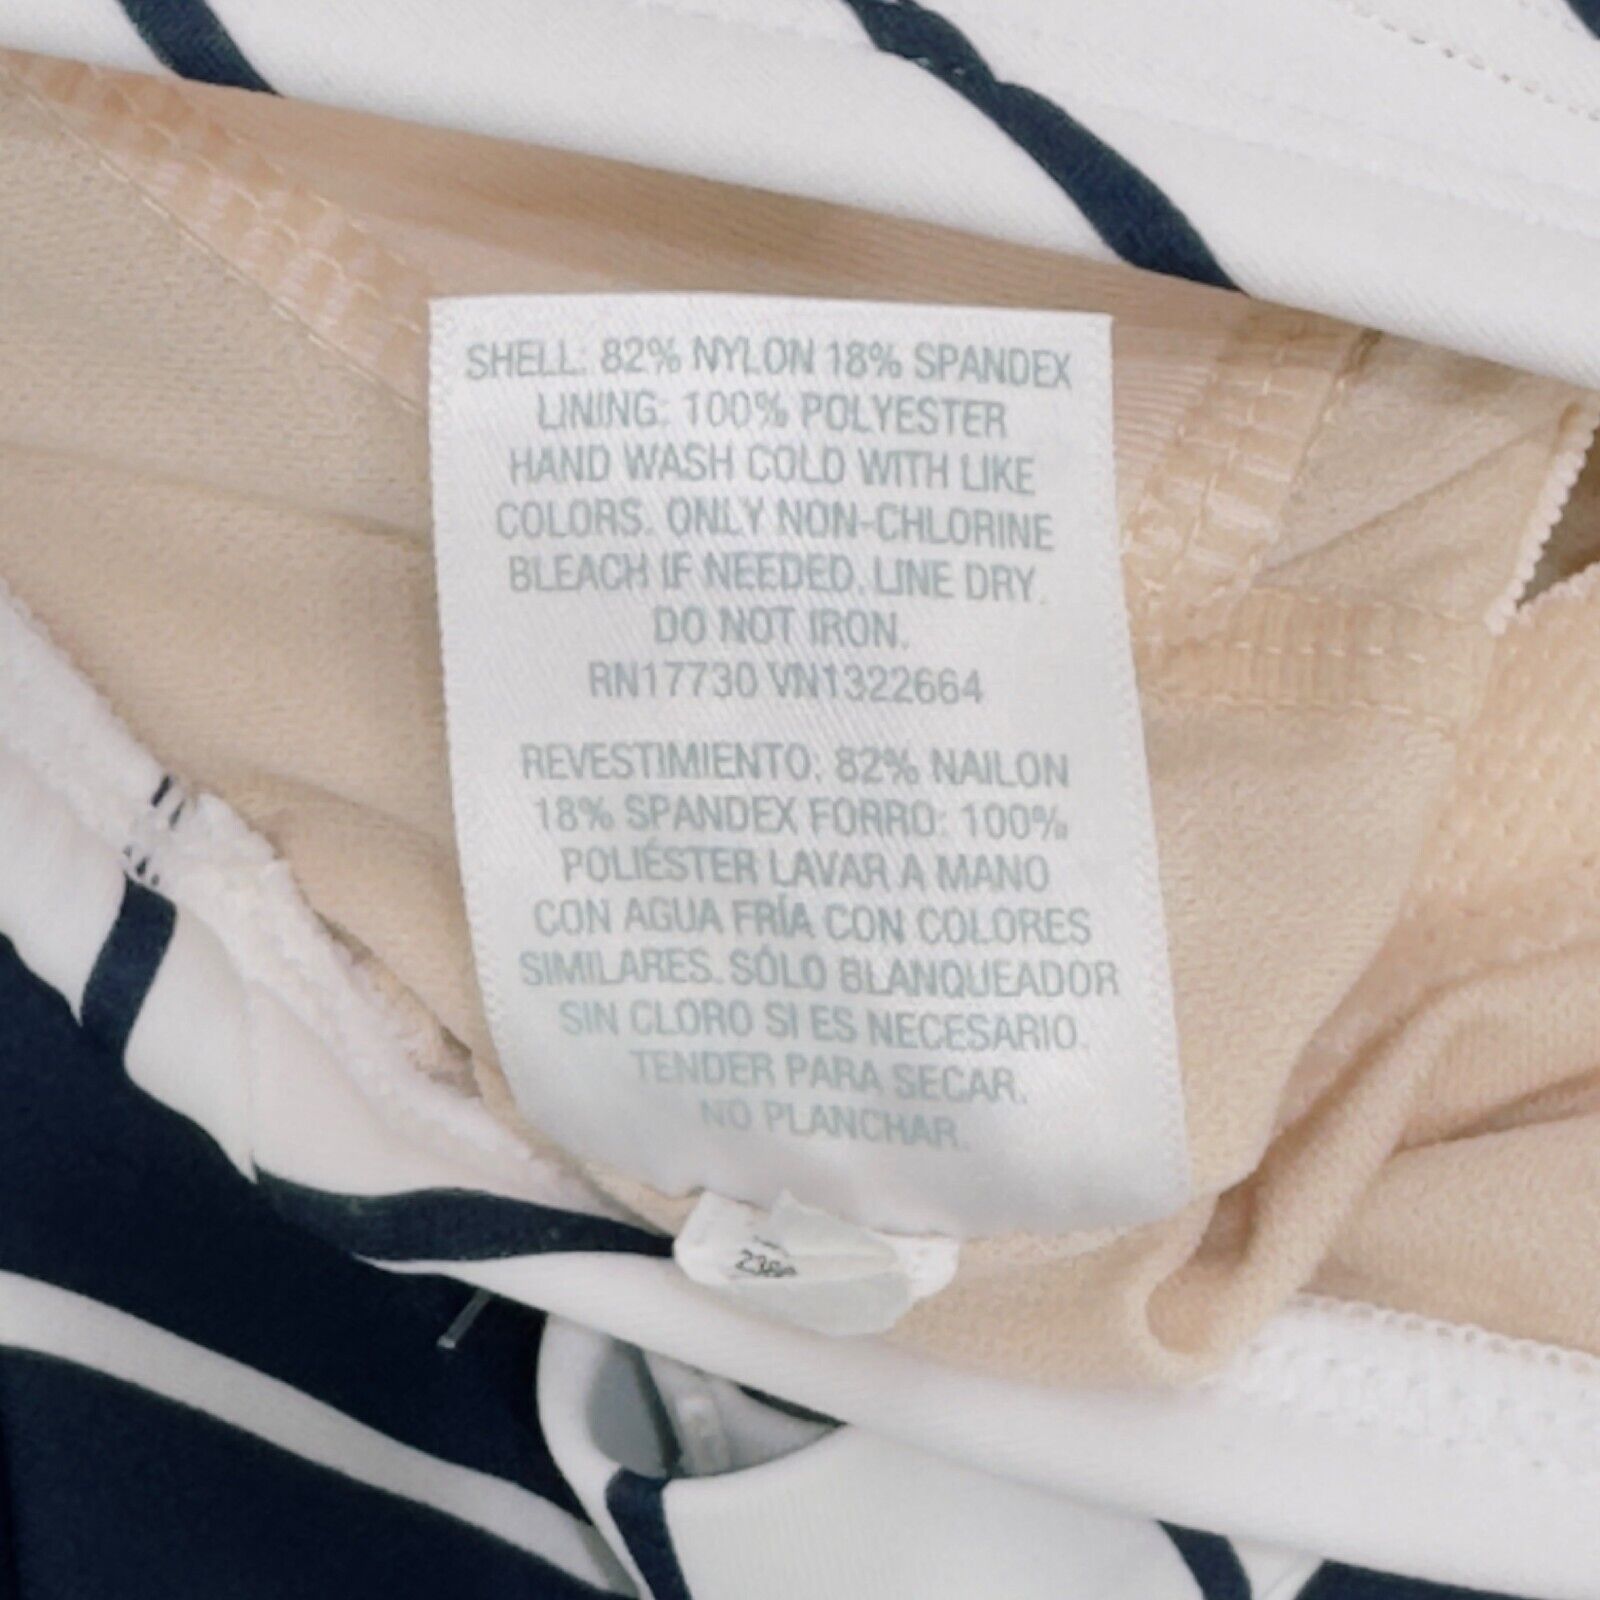 SHELL: 82% NYLON 18% SPANDEX
LINING: 100% POLYESTER
HAND WASH COLD WITH LIKE
COLORS. ONLY NON-CHLORINE
BLEACH IF NEEDED. LINE DRY.
DO NOT IRON.
RN17730 VN1322664
REVESTIMIENTO: 82% NAILON
18% SPANDEX FORRO: 100%
POLIÉSTER LAVAR A MANO
CON AGUA FRÍA CON COLORES
SIMILARES. SÓLO BLANQUEADOR
SIN CLORO SI ES NECESARIO.
TENDER PARA SECAR.
NO PLANCHAR.